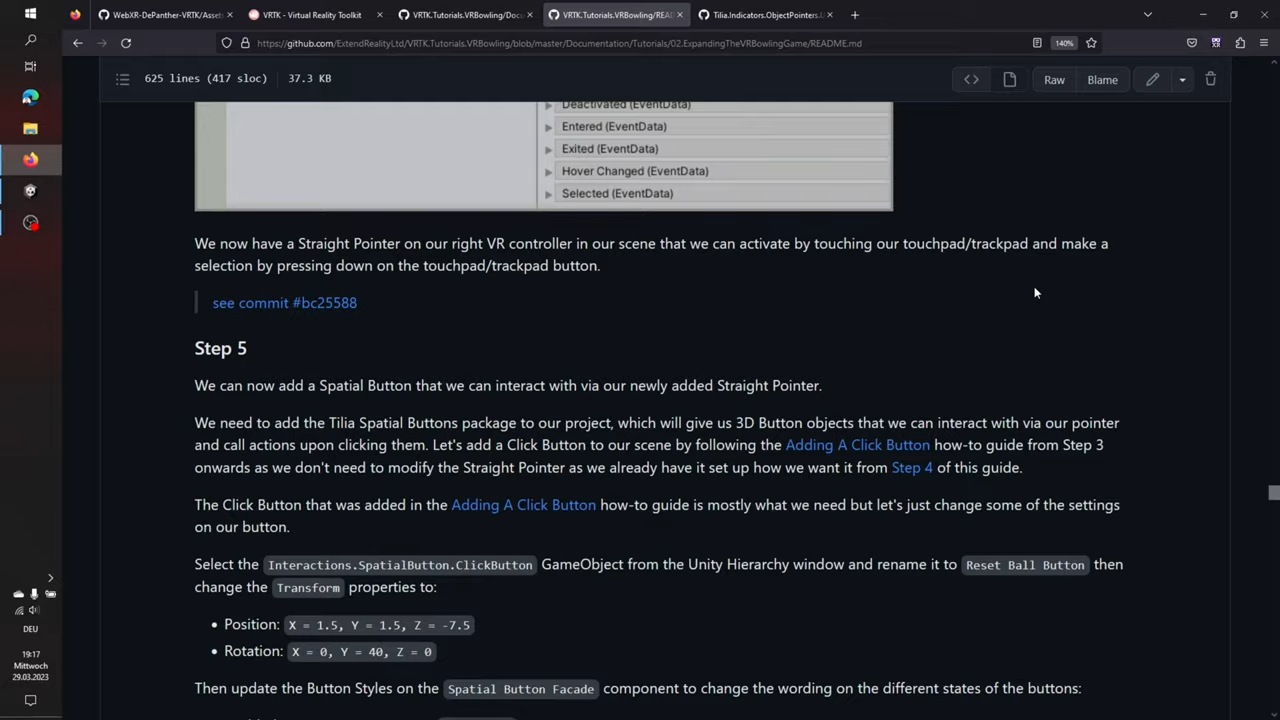 WebXR-DePanther-VRTK/Asset
VRTK - Virtual Reality Toolkit
VRTK.Tutorials.VRBowling/Docu
VRTK.Tutorials.VRBowling/READ
Tilia.Indicators.ObjectPointers.U
https://github.com/ExtendRealityLtd/VRTK.Tutorials.VRBowling/blob/master/Documentation/Tutorials/02.ExpandingTheVRBowlingGame/README.md
140%
625 lines (417 sloc)
37.3 KB
Raw
Blame
Deactivated (EventData)
Entered (EventData)
Exited (EventData)
Hover Changed (EventData)
Selected (EventData)
We now have a Straight Pointer on our right VR controller in our scene that we can activate by touching our touchpad/trackpad and make a
selection by pressing down on the touchpad/trackpad button.
see commit #bc25588
Step 5
We can now add a Spatial Button that we can interact with via our newly added Straight Pointer.
We need to add the Tilia Spatial Buttons package to our project, which will give us 3D Button objects that we can interact with via our pointer
and call actions upon clicking them. Let's add a Click Button to our scene by following the Adding A Click Button how-to guide from Step 3
onwards as we don't need to modify the Straight Pointer as we already have it set up how we want it from Step 4 of this guide.
The Click Button that was added in the Adding A Click Button how-to guide is mostly what we need but let's just change some of the settings
on our button.
Select the Interactions.SpatialButton.ClickButton GameObject from the Unity Hierarchy window and rename it to Reset Ball Button then
change the Transform properties to:
• Position: X = 1.5, Y = 1.5, Z = -7.5
• Rotation: X = 0, Y = 40, Z = 0
Then update the Button Styles on the Spatial Button Facade component to change the wording on the different states of the buttons:
DEU
19:17
Mittwoch
29.03.2023